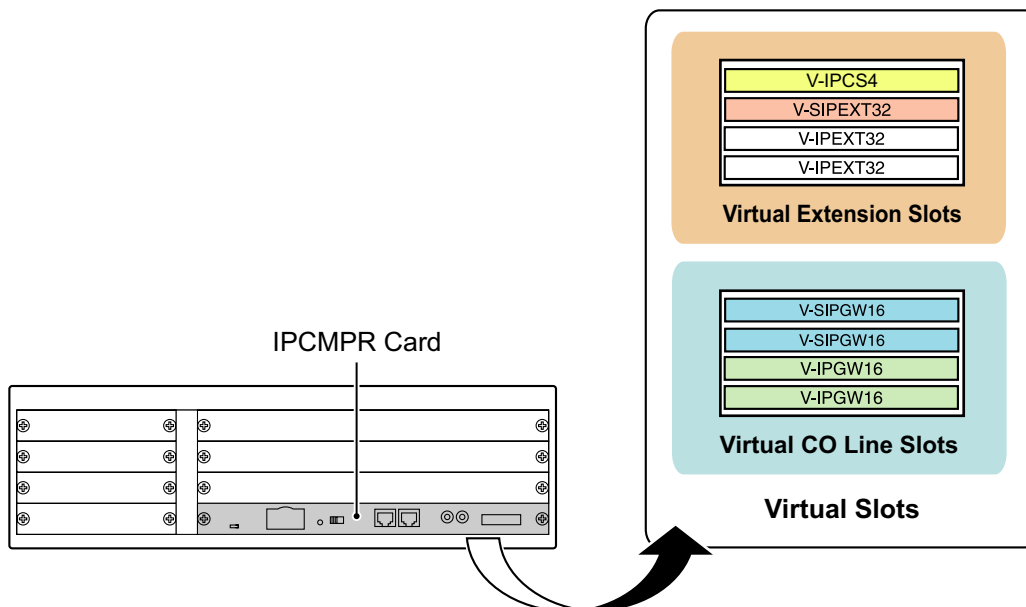 V-IPCS4
V-SIPEXT32
V-IPEXT32
V-IPEXT32
Virtual Extension Slots
V-SIPGW16
V-SIPGW16
V-IPGW16
V-IPGW16
Virtual CO Line Slots
Virtual Slots
IPCMPR Card